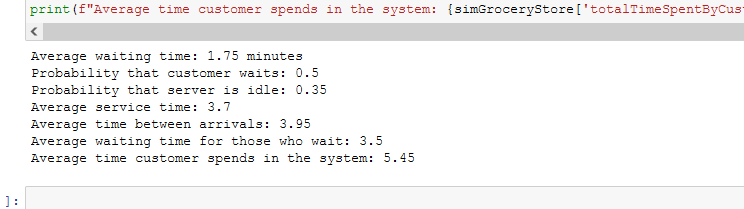 print(f"Average time customer spends in the system: {simGroceryStore['totalTimeSpentByCus
Average waiting time: 1.75 minutes
Probability that customer waits: 0.5
Probability that server is idle: 0.35
Average service time: 3.7
Average time between arrivals: 3.95
Average waiting time for those who wait: 3.5
Average time customer spends in the system: 5.45
]: